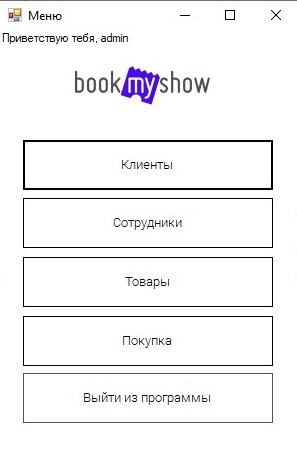 Меню
Приветствую тебя, admin
bookmyshow
Клиенты
Сотрудники
Товары
Покупка
Выйти из программы